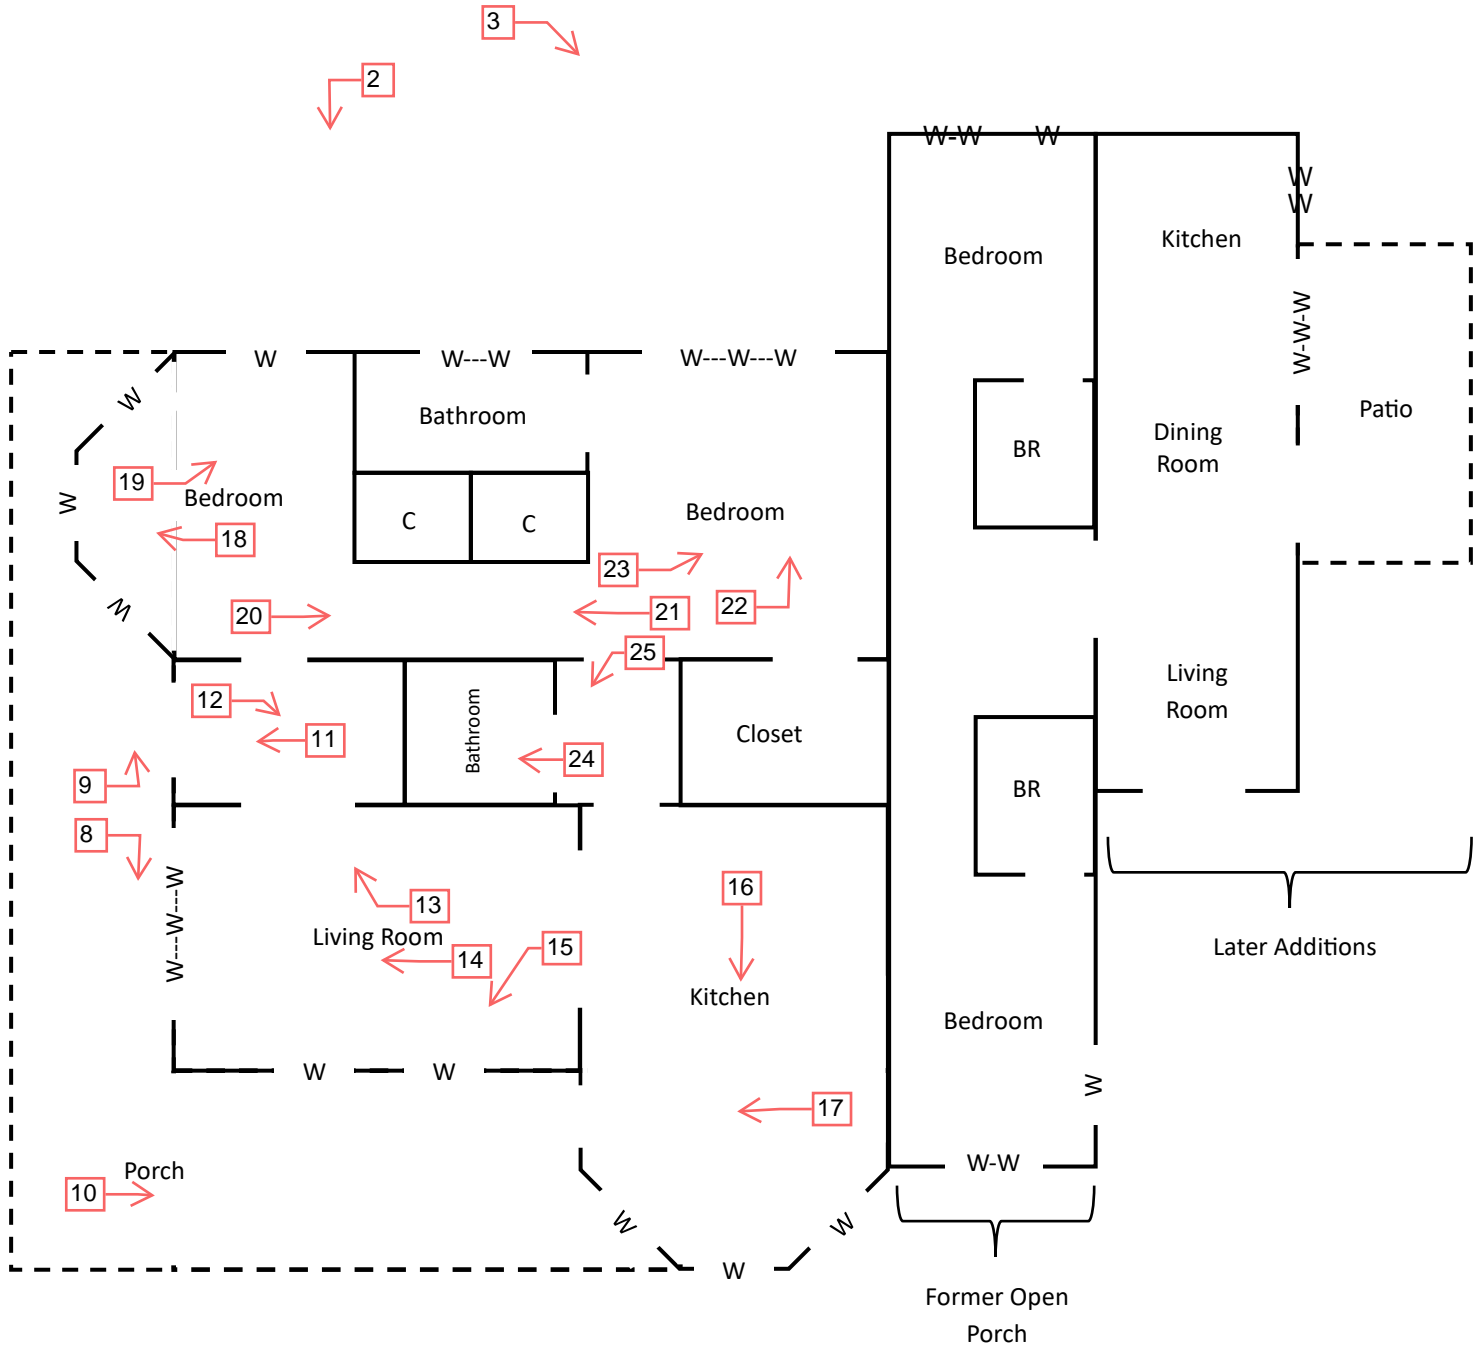 3
2
W-W W
W
W
Kitchen
Bedroom
W-W-W
W
W---W
W---W---W
W
Bathroom
Patio
Dining
Room
BR
19
Bedroom
W
C
C
Bedroom
18
23
22
21
20
W
25
12
11
Bathroom
Closet
24
Living
Room
9
8
BR
W---W---W
16
13
Living Room
14
15
Kitchen
Later Additions
Bedroom
W
W
W
17
Porch
10
W-W
W
W
W
Former Open
Porch